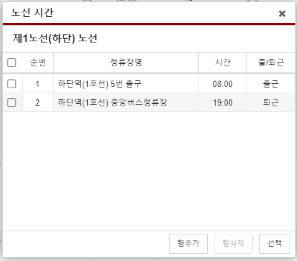 노선 시간
제1노선(하단) 노선
순번 정류장명 시간 출/퇴근
1 하단역(1호선) 5번 출구 08:00 출근
2 하단역(1호선) 중앙버스정류장 19:00 퇴근
행추가 행삭제 선택